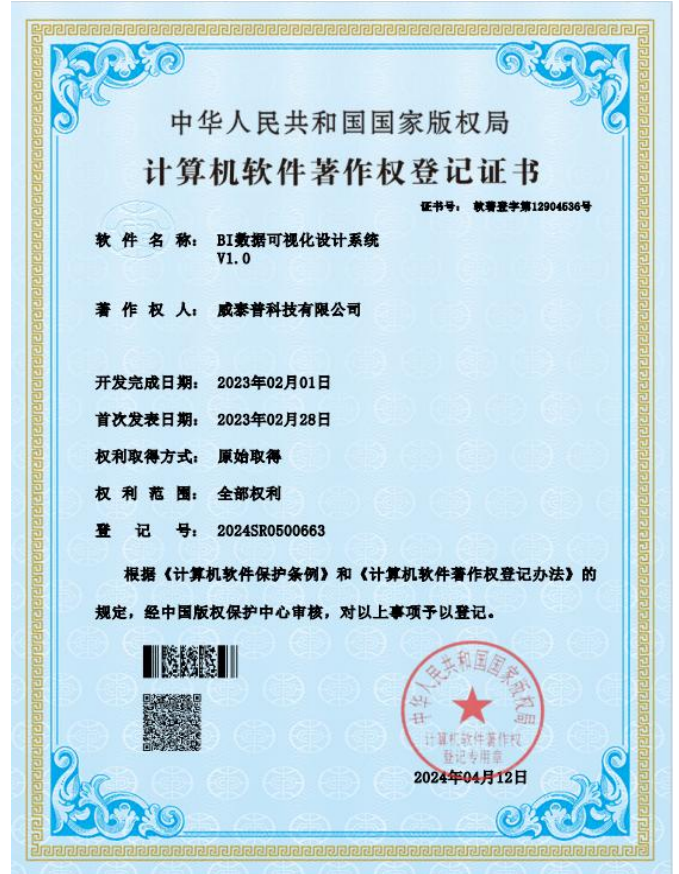 中华人民共和国国家版权局
计算机软件著作权登记证书
证书号： 软著登字第12904636号
软件名称： BI数据可视化设计系统
V1.0
著作权人： 威泰普科技有限公司
开发完成日期： 2023年02月01日
首次发表日期： 2023年02月28日
权利取得方式： 原始取得
权利范围： 全部权利
登记号： 2024SR0500663
根据《计算机软件保护条例》和《计算机软件著作权登记办法》的
规定，经中国版权保护中心审核，对以上事项予以登记。
中华人民共和国国家版权局
计算机软件著作权
登记专用章
2024年04月12日